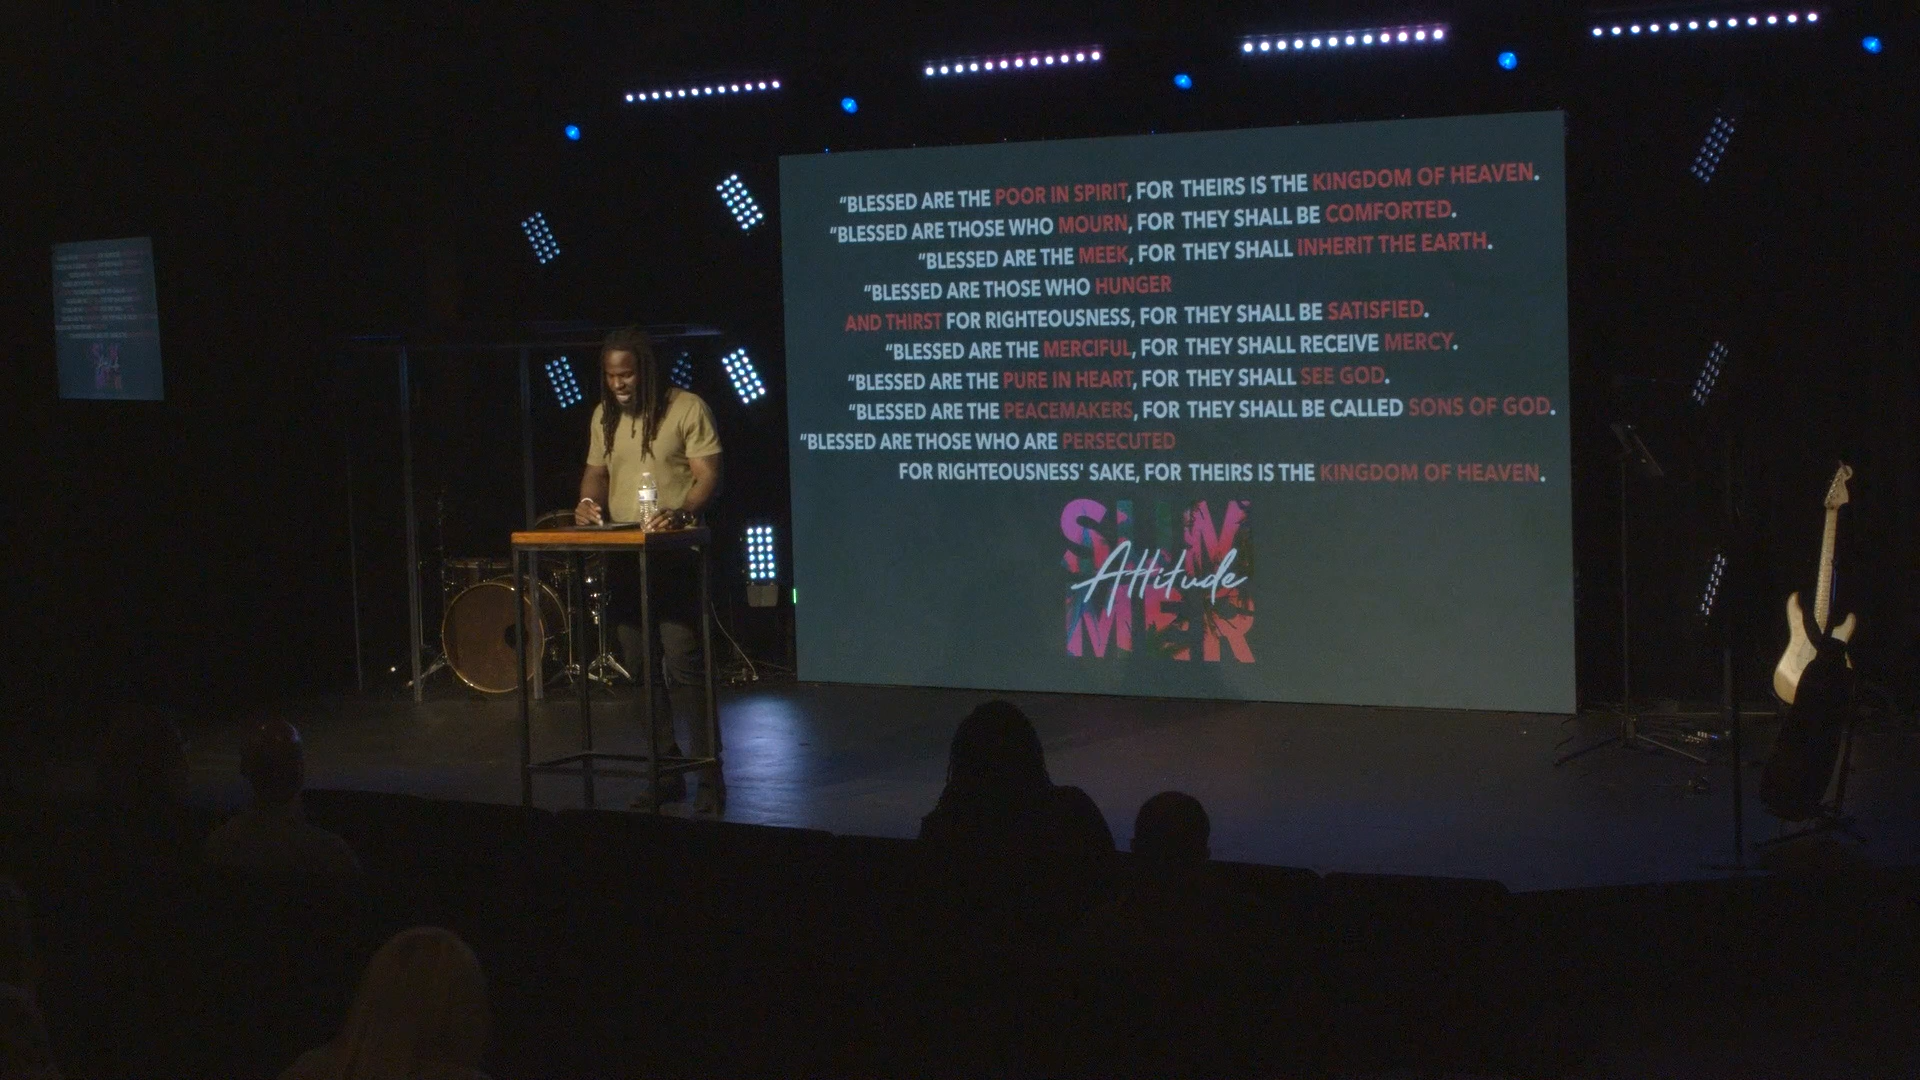 “BLESSED ARE THE POOR IN SPIRIT, FOR THEIRS IS THE KINGDOM OF HEAVEN.
“BLESSED ARE THOSE WHO MOURN, FOR THEY SHALL BE COMFORTED.
“BLESSED ARE THE MEEK, FOR THEY SHALL INHERIT THE EARTH.
“BLESSED ARE THOSE WHO HUNGER
AND THIRST FOR RIGHTEOUSNESS, FOR THEY SHALL BE SATISFIED.
“BLESSED ARE THE MERCIFUL, FOR THEY SHALL RECEIVE MERCY.
“BLESSED ARE THE PURE IN HEART, FOR THEY SHALL SEE GOD.
“BLESSED ARE THE PEACEMAKERS, FOR THEY SHALL BE CALLED SONS OF GOD.
“BLESSED ARE THOSE WHO ARE PERSECUTED
FOR RIGHTEOUSNESS' SAKE, FOR THEIRS IS THE KINGDOM OF HEAVEN.
SUM
Attitude
MER